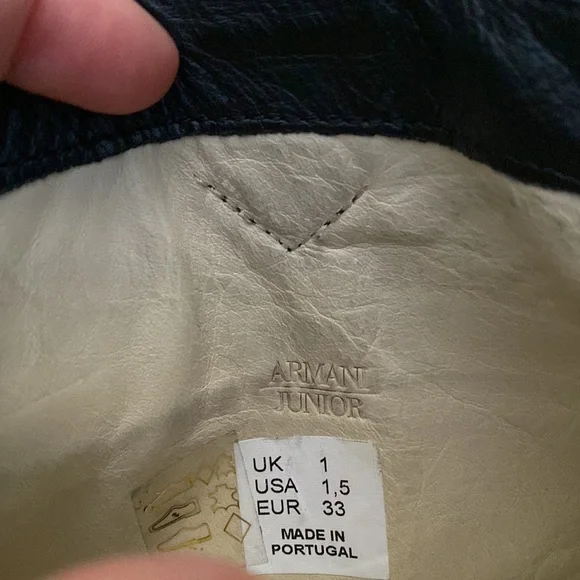 ARMANI
JUNIOR
UK 1
USA 1,5
EUR 33
MADE IN
PORTUGAL